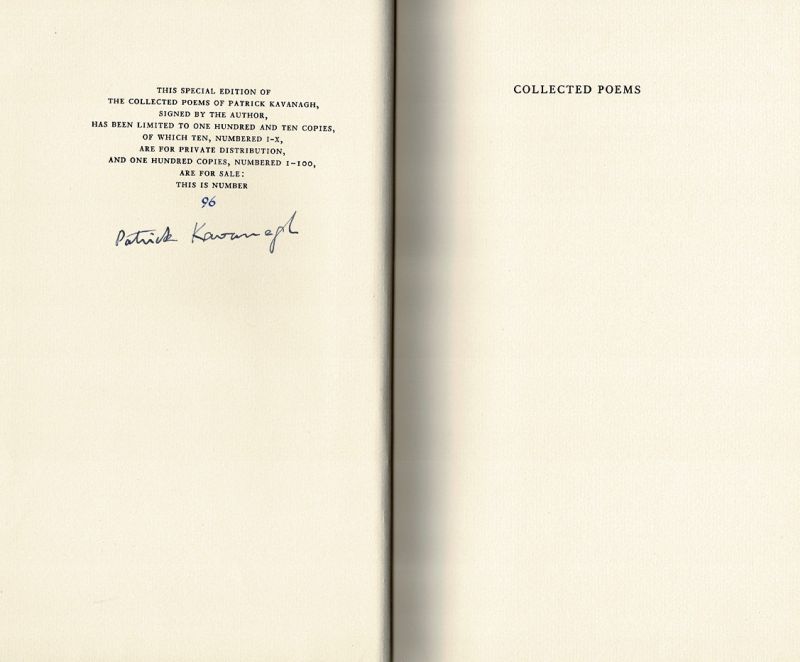 THIS SPECIAL EDITION OF
THE COLLECTED POEMS OF PATRICK KAVANAGH,
SIGNED BY THE AUTHOR,
HAS BEEN LIMITED TO ONE HUNDRED AND TEN COPIES,
OF WHICH TEN, NUMBERED I-X,
ARE FOR PRIVATE DISTRIBUTION,
AND ONE HUNDRED COPIES, NUMBERED 1-100,
ARE FOR SALE:
THIS IS NUMBER
96
Patrick Kavanagh
COLLECTED POEMS